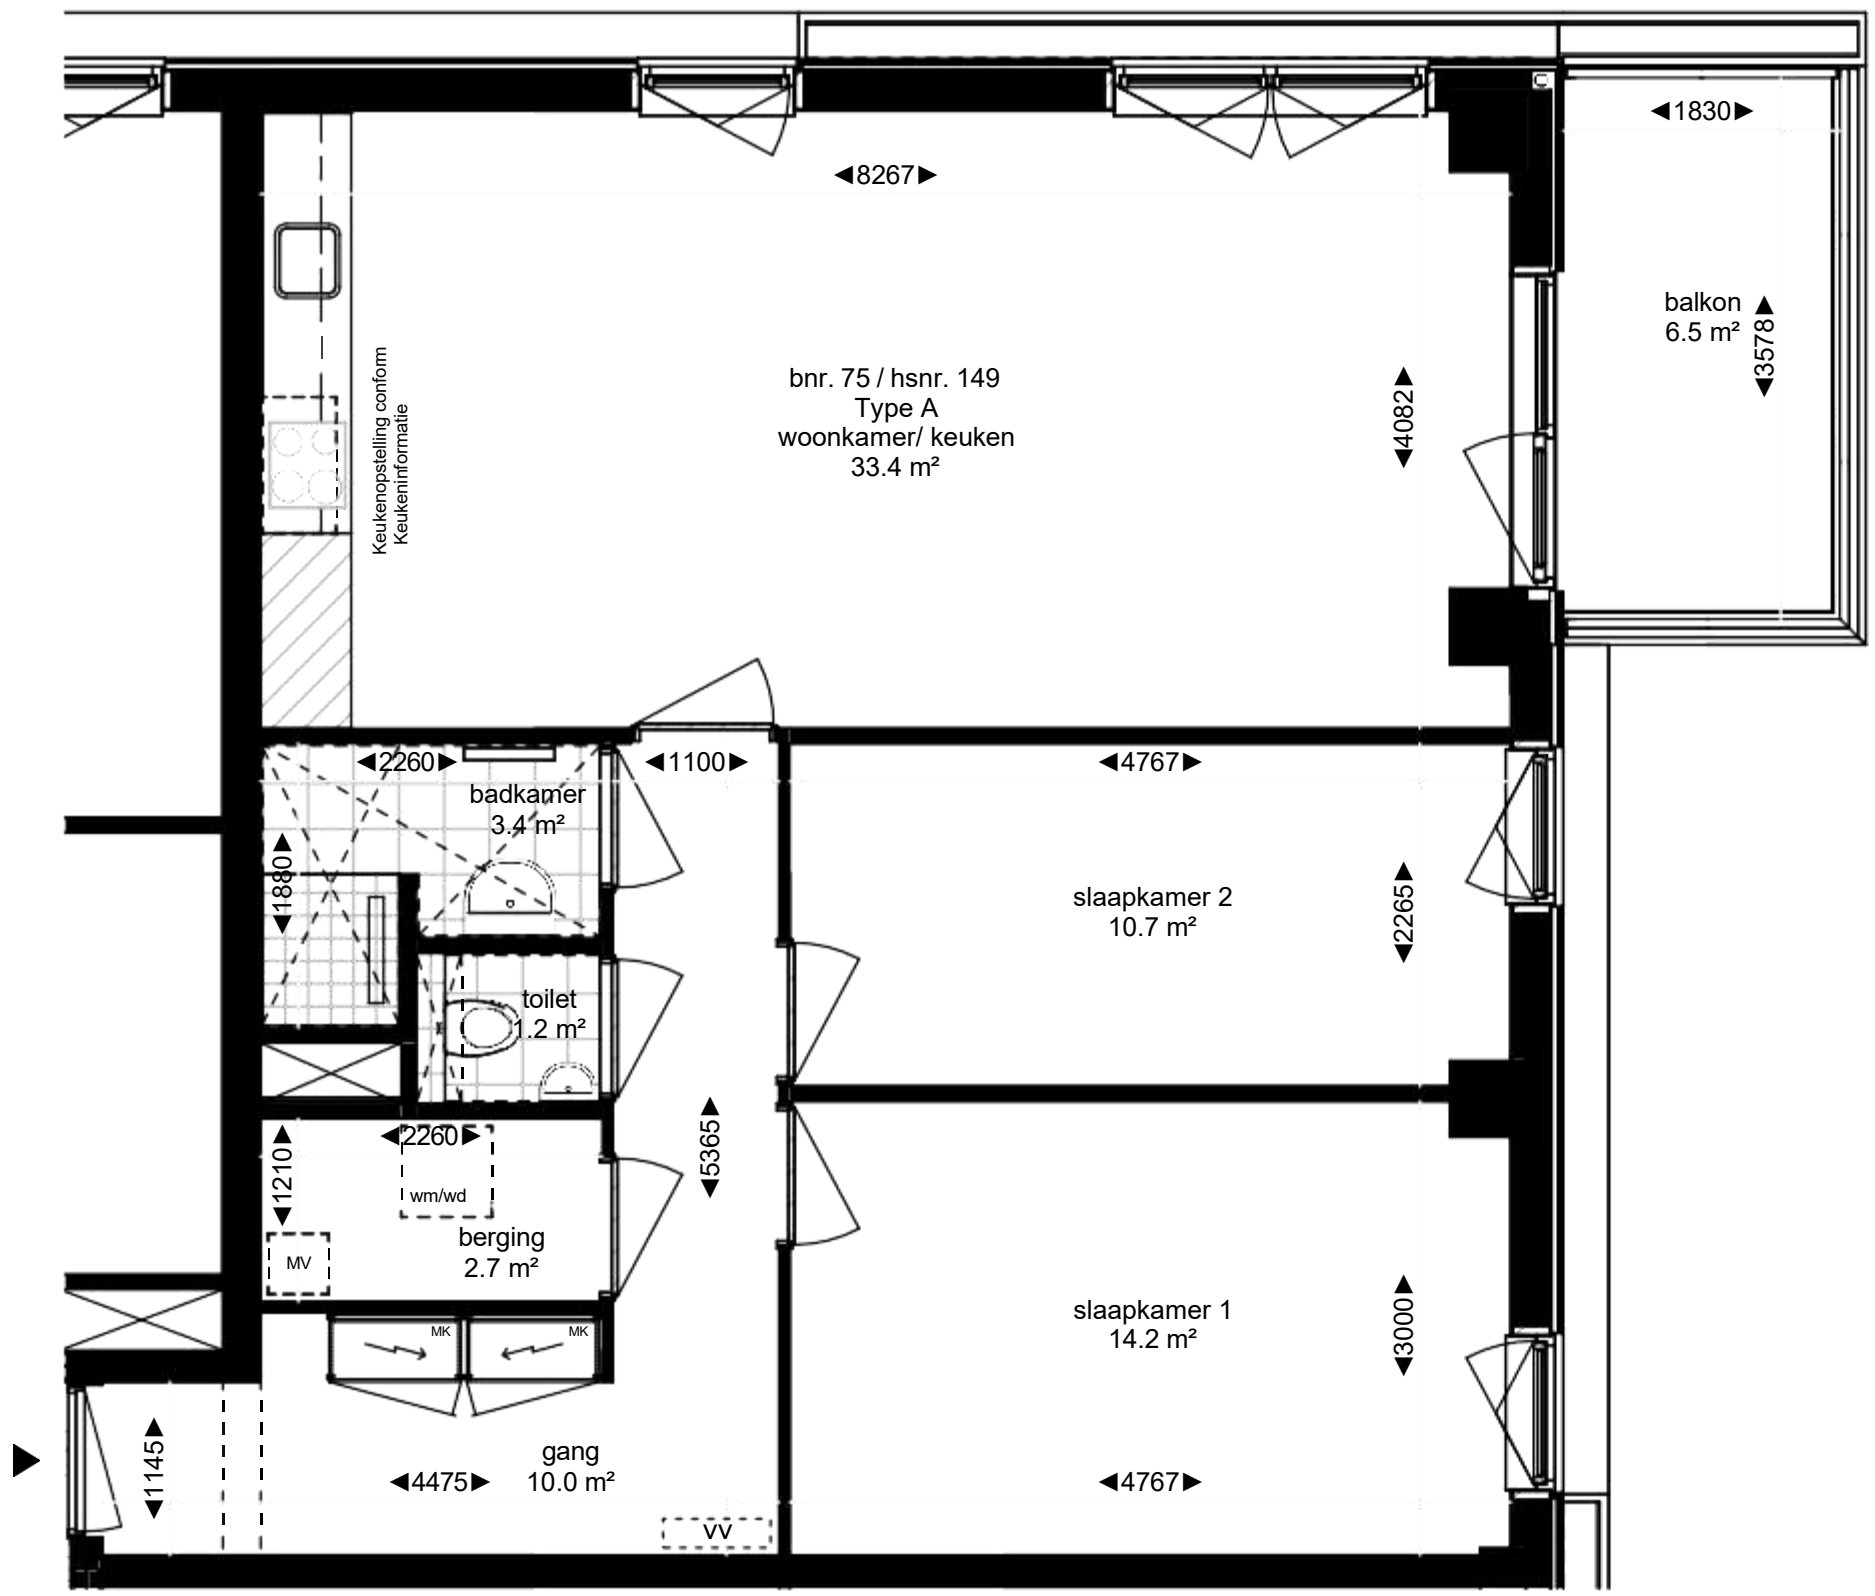 ◄1830►
◄8267►
balkon
6.5 m²
◄3578►
bnr. 75 / hsnr. 149
Type A
woonkamer/ keuken
33.4 m²
◄4082►
Keukenopstelling conform
Keukeninformatie
◄2260►
◄1100►
◄4767►
badkamer
3.4 m²
◄1880►
slaapkamer 2
10.7 m²
◄2265►
toilet
1.2 m²
◄2260►
◄1210►
◄5365►
wm/wd
berging
2.7 m²
MV
slaapkamer 1
14.2 m²
◄3000►
MK
MK
◄1145►
gang
10.0 m²
◄4475►
◄4767►
VV